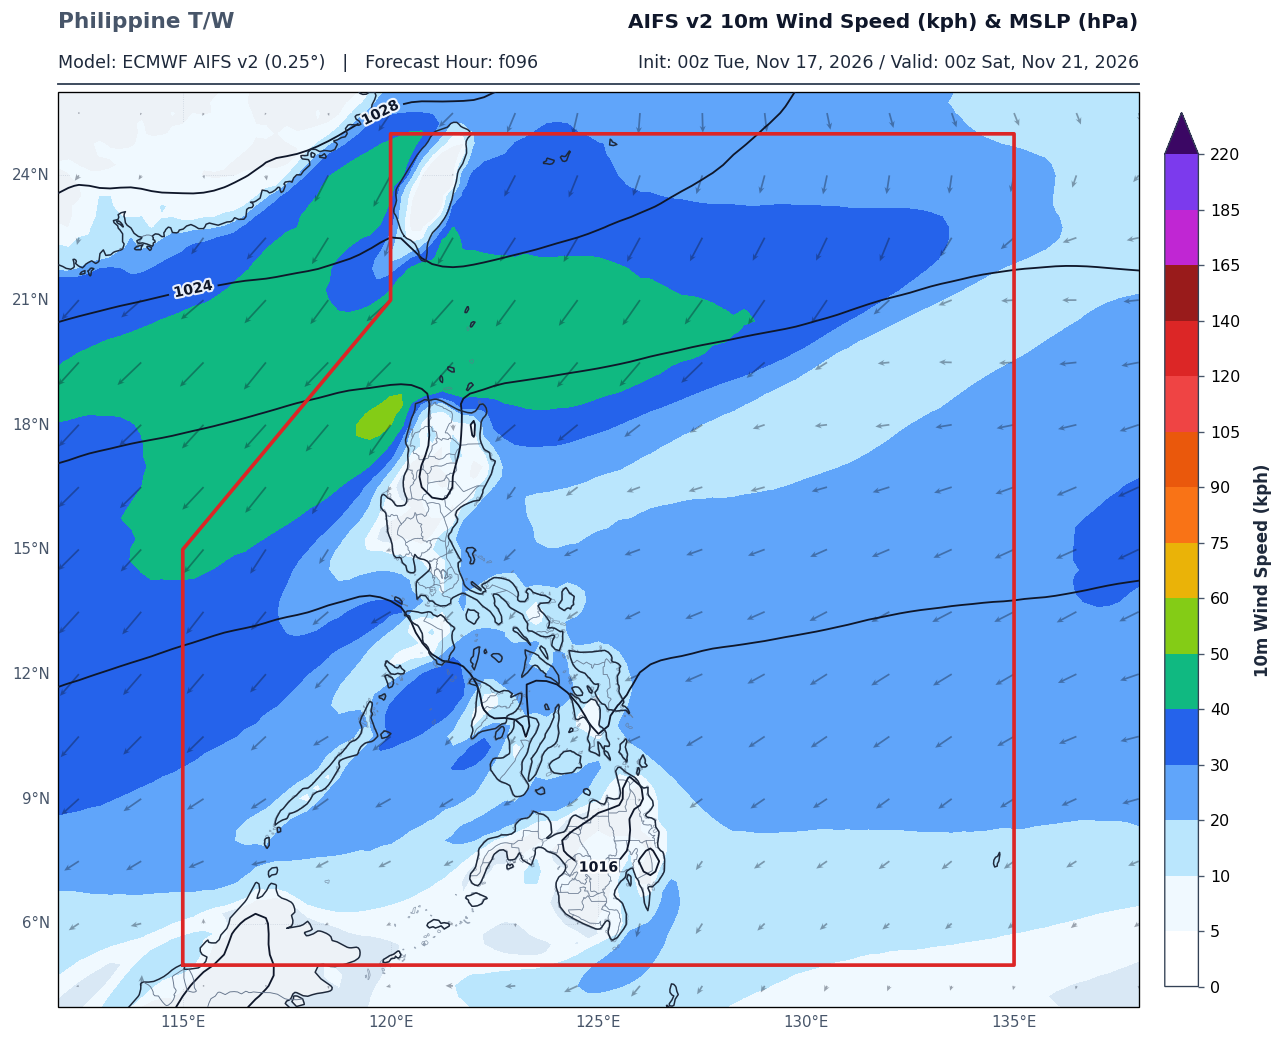 Philippine T/W
AIFS v2 10m Wind Speed (kph) & MSLP (hPa)
Model: ECMWF AIFS v2 (0.25°) | Forecast Hour: f096
Init: 00z Tue, Nov 17, 2026 / Valid: 00z Sat, Nov 21, 2026
1028
1024
1016
24°N
21°N
18°N
15°N
12°N
9°N
6°N
115°E
120°E
125°E
130°E
135°E
220
185
165
140
120
105
90
75
60
50
40
30
20
10
5
0
10m Wind Speed (kph)